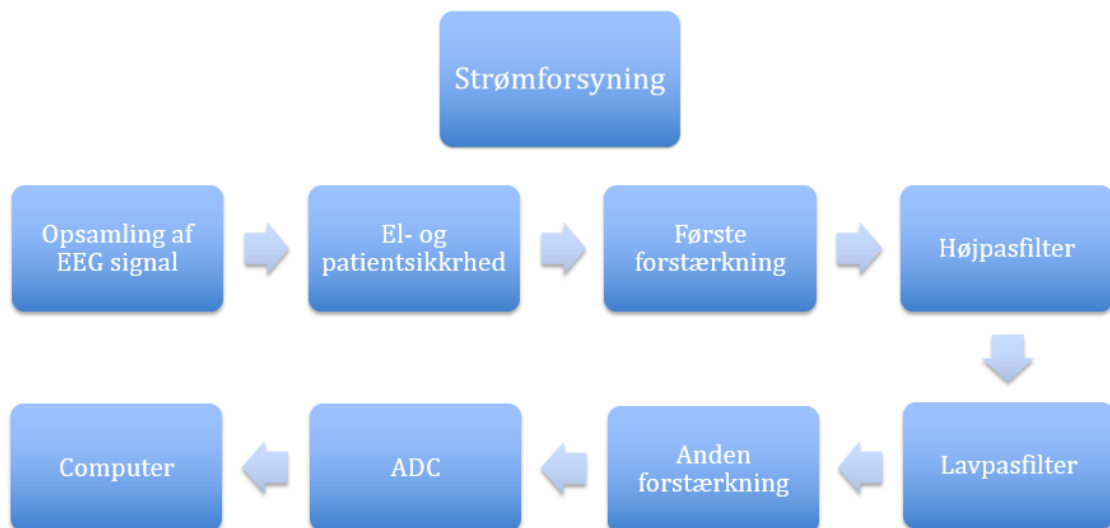 Strømforsyning
Opsamling af
EEG signal
El- og
patientsikkrhed
Første
forstærkning
Højpasfilter
Lavpasfilter
Anden
forstærkning
ADC
Computer